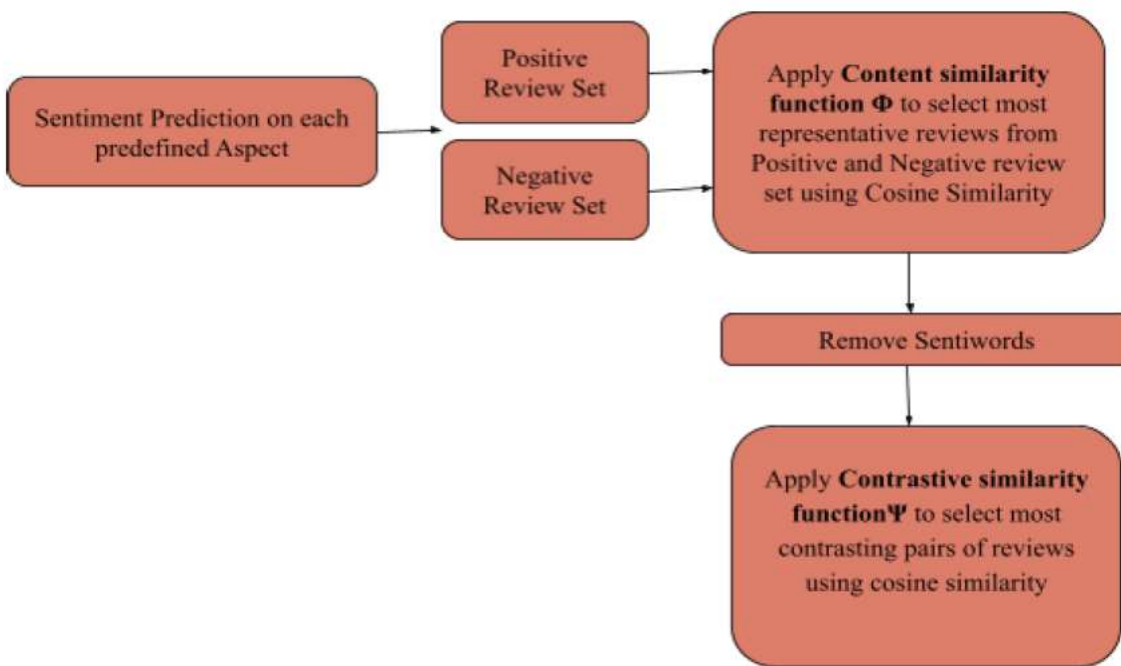 Sentiment Prediction on each
predefined Aspect
Positive
Review Set
Negative
Review Set
Apply Content similarity
function Φ to select most
representative reviews from
Positive and Negative review
set using Cosine Similarity
Remove Sentiwords
Apply Contrastive similarity
functionΨ to select most
contrasting pairs of reviews
using cosine similarity